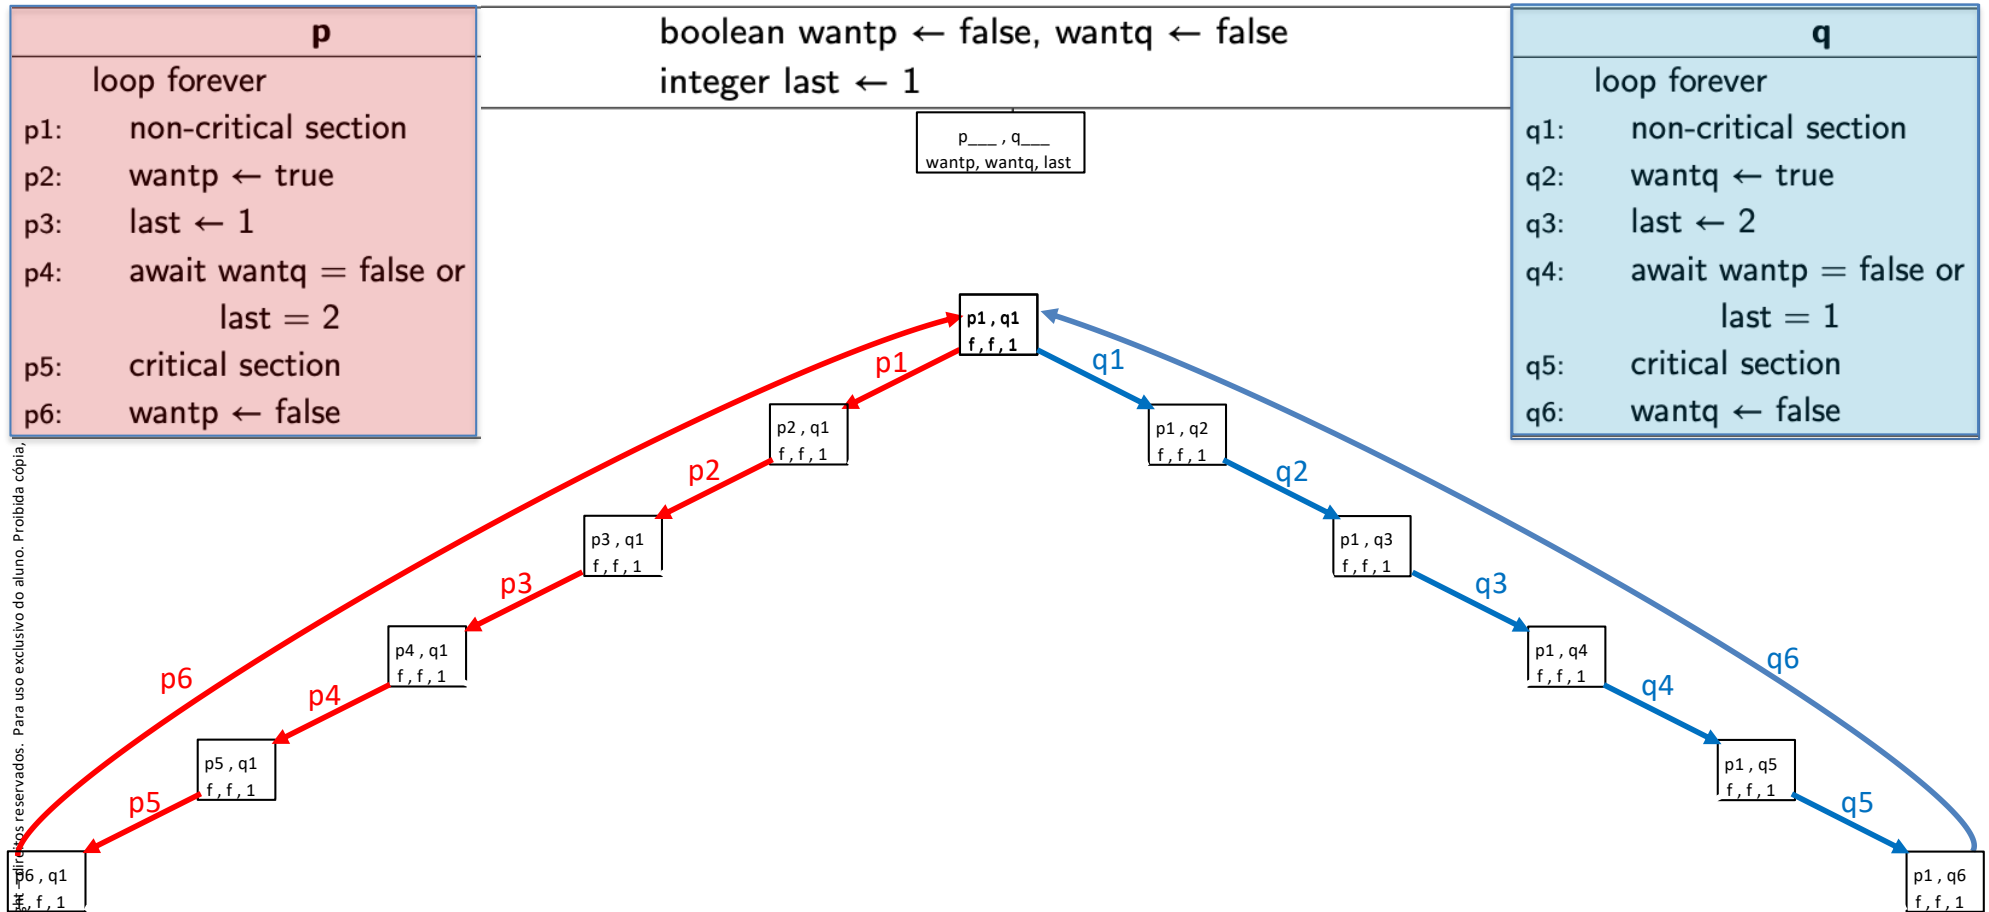 p
loop forever
p1: non-critical section
p2: wantp ← true
p3: last ← 1
p4: await wantq = false or
last = 2
p5: critical section
p6: wantp ← false
boolean wantp ← false, wantq ← false
integer last ← 1
q
loop forever
q1: non-critical section
q2: wantq ← true
q3: last ← 2
q4: await wantp = false or
last = 1
q5: critical section
q6: wantq ← false
p___ , q___
wantp, wantq, last
p1 , q1
f , f , 1
p1
q1
p2 , q1
f , f , 1
p1 , q2
f , f , 1
p2
q2
p3 , q1
f , f , 1
p1 , q3
f , f , 1
p3
q3
p4 , q1
f , f , 1
p1 , q4
f , f , 1
p6
p4
q4
q6
p5 , q1
f , f , 1
p1 , q5
f , f , 1
p5
q5
p6 , q1
f , f , 1
p1 , q6
f , f , 1
direitos reservados. Para uso exclusivo do aluno. Proibida cópia,